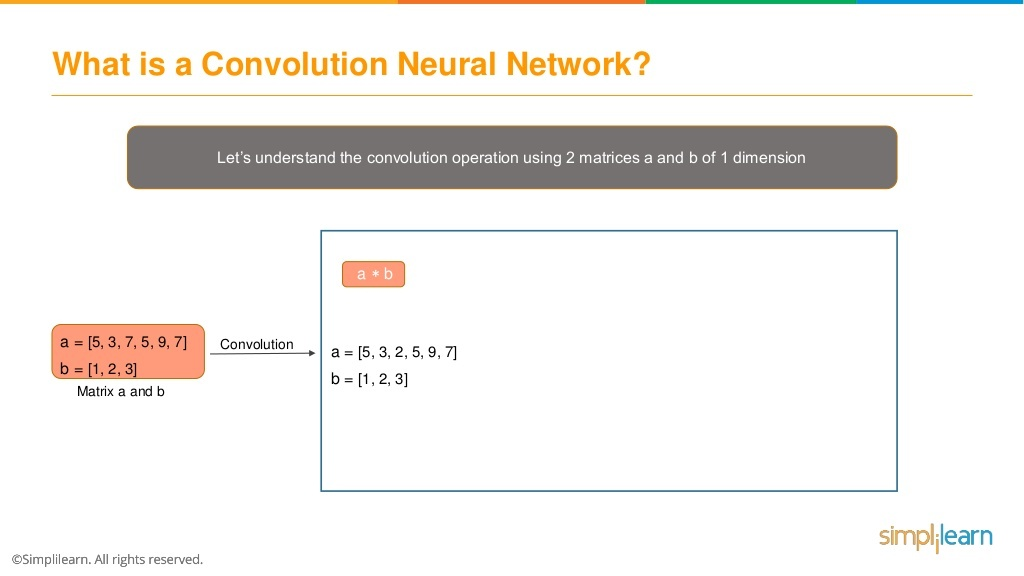 What is a Convolution Neural Network?
Let’s understand the convolution operation using 2 matrices a and b of 1 dimension
a * b
a = [5, 3, 7, 5, 9, 7]
b = [1, 2, 3]
Matrix a and b
Convolution
a = [5, 3, 2, 5, 9, 7]
b = [1, 2, 3]
simplilearn
©Simplilearn. All rights reserved.